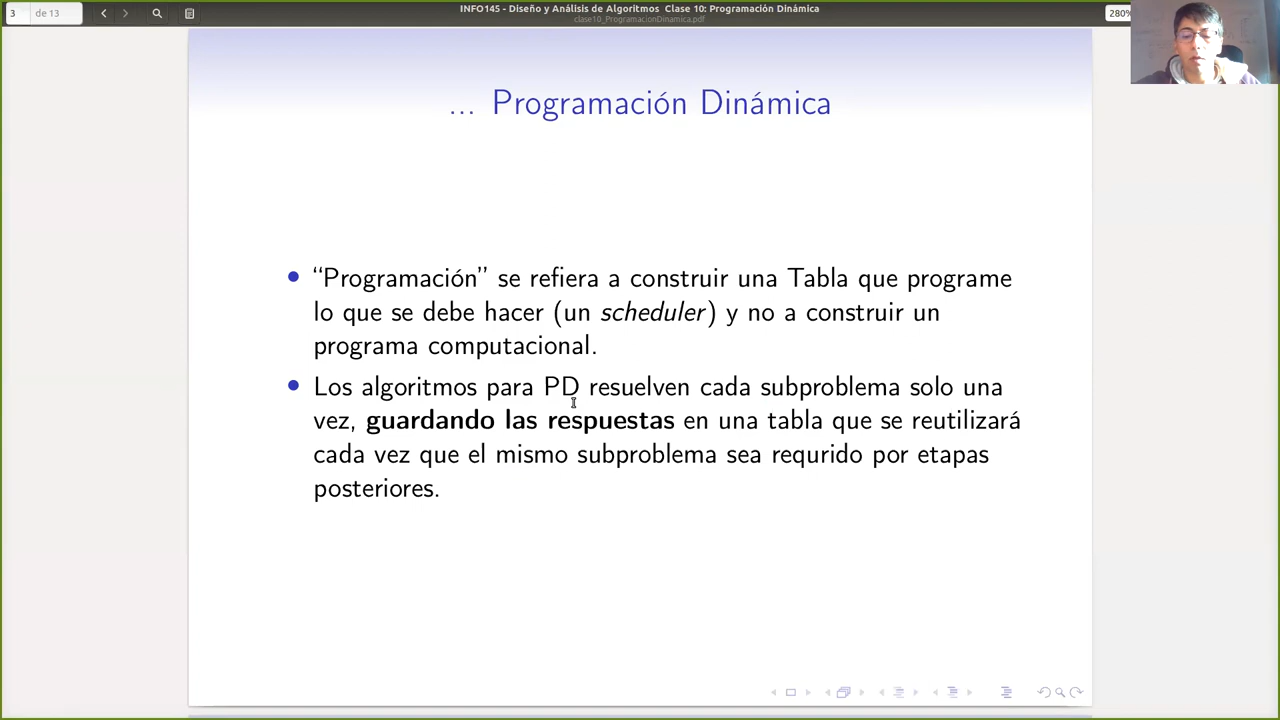 3 de 13
INFO145 - Diseño y Análisis de Algoritmos Clase 10: Programación Dinámica
clase10_ProgramacionDinamica.pdf
280%
... Programación Dinámica
“Programación” se refiera a construir una Tabla que programe
lo que se debe hacer (un scheduler) y no a construir un
programa computacional.
Los algoritmos para PD resuelven cada subproblema solo una
vez, guardando las respuestas en una tabla que se reutilizará
cada vez que el mismo subproblema sea requrido por etapas
posteriores.